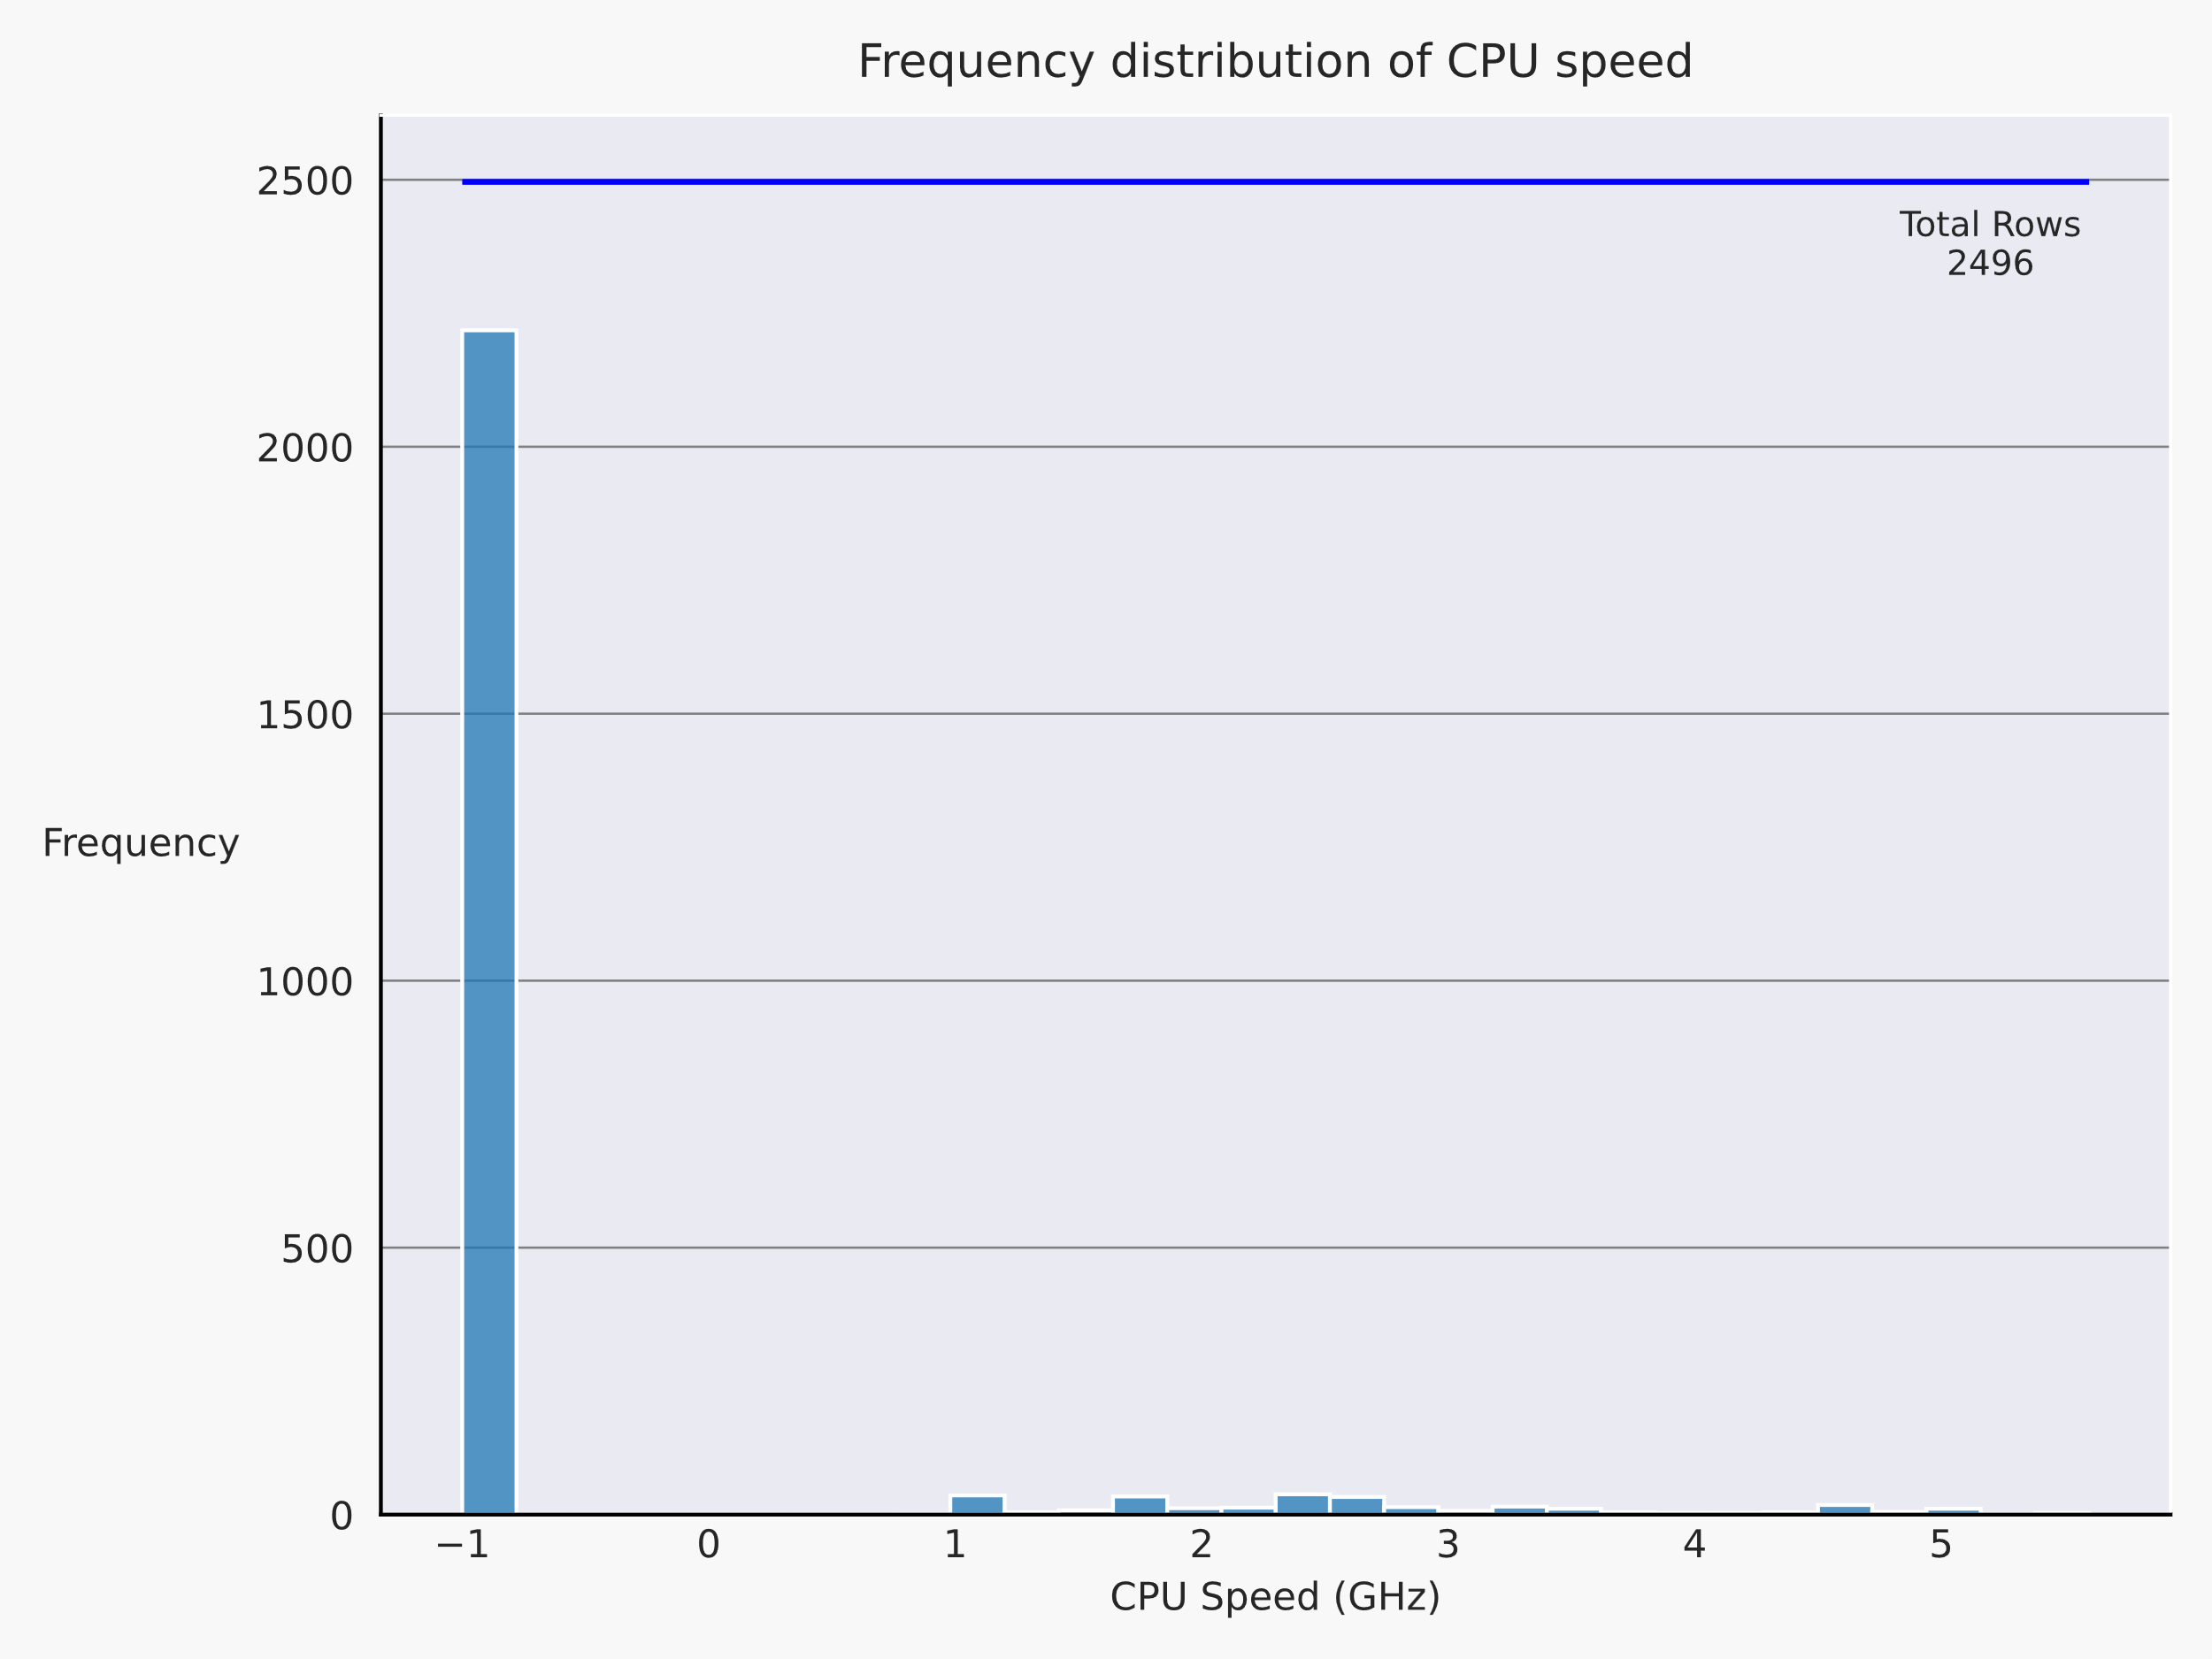 Frequency distribution of CPU speed
2500
Total Rows
2496
2000
1500
Frequency
1000
500
0
−1 0 1 2 3 4 5
CPU Speed (GHz)